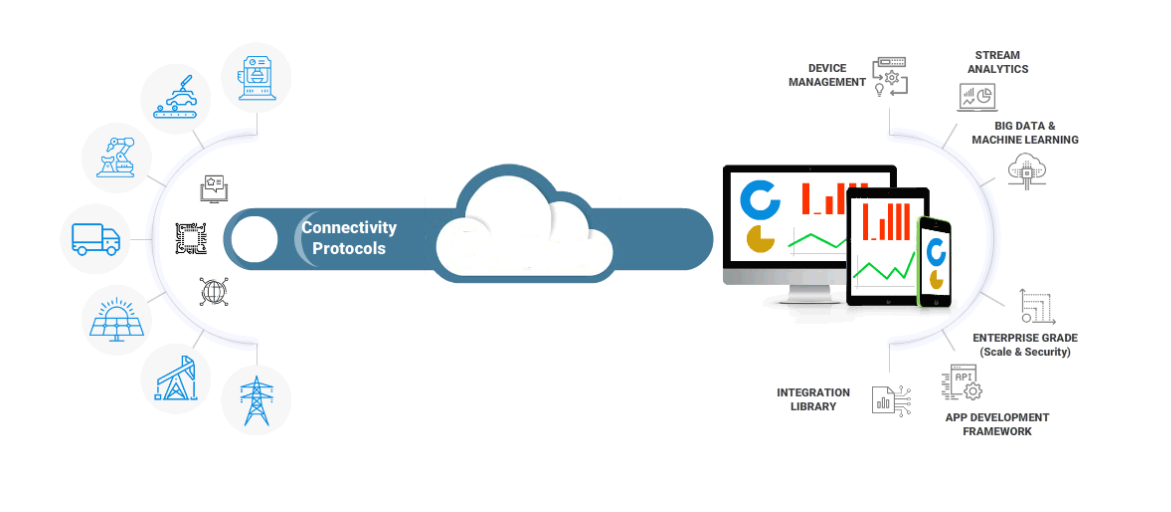 Connectivity
Protocols
DEVICE
MANAGEMENT
STREAM
ANALYTICS
BIG DATA &
MACHINE LEARNING
ENTERPRISE GRADE
(Scale & Security)
API
APP DEVELOPMENT
FRAMEWORK
INTEGRATION
LIBRARY